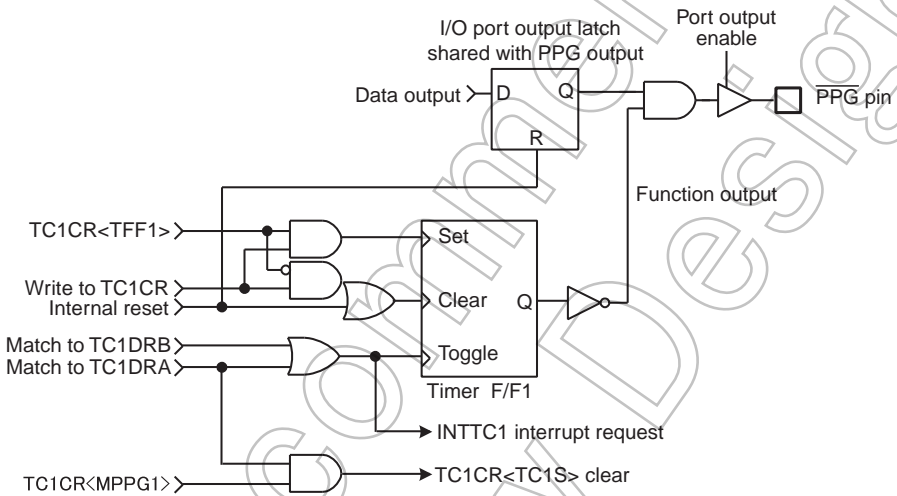 I/O port output latch
shared with PPG output
Port output
enable
Data output
D
Q
R
PPG pin
Function output
TC1CR<TFF1>
Set
Write to TC1CR
Internal reset
Clear
Q
Match to TC1DRB
Match to TC1DRA
Toggle
Timer F/F1
INTTC1 interrupt request
TC1CR<TC1S> clear
TC1CR<MPPG1>